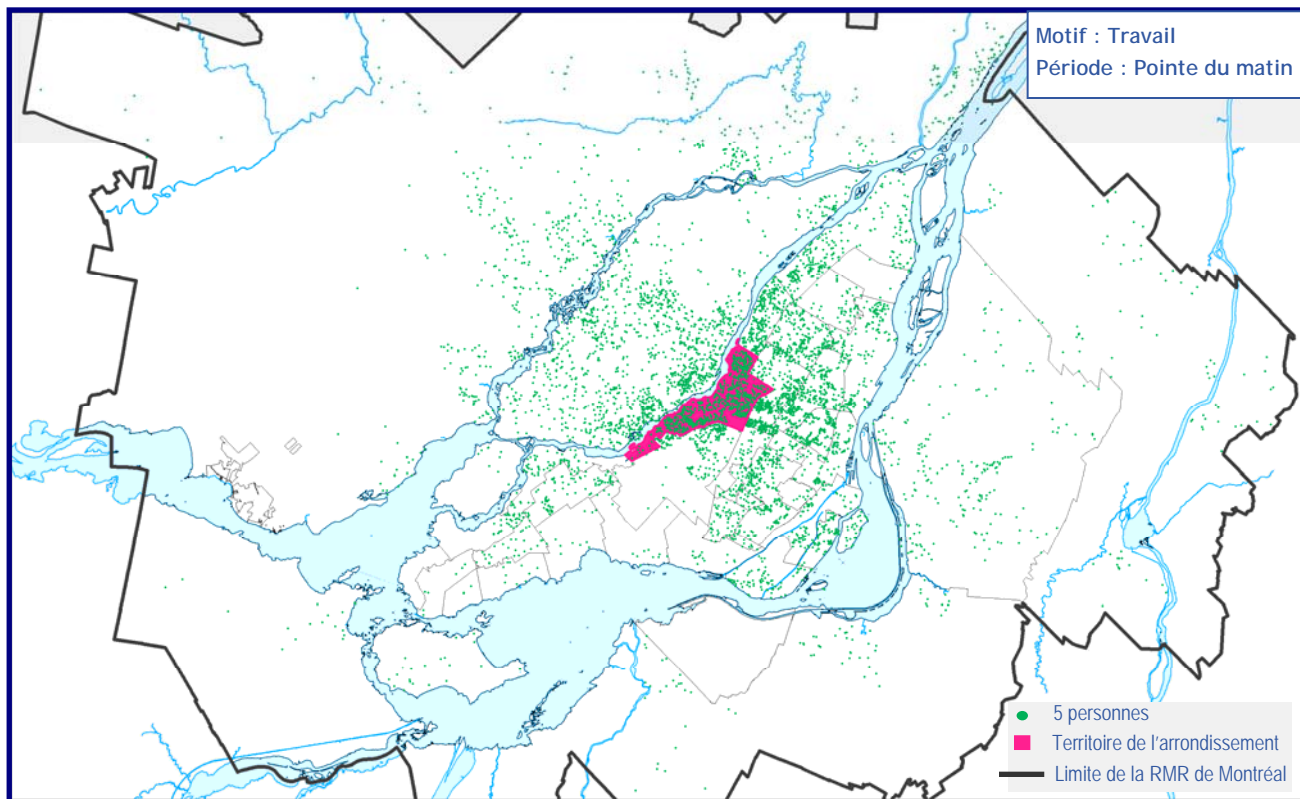 Motif : Travail
Période : Pointe du matin
5 personnes
Territoire de l'arrondissement
Limite de la RMR de Montréal